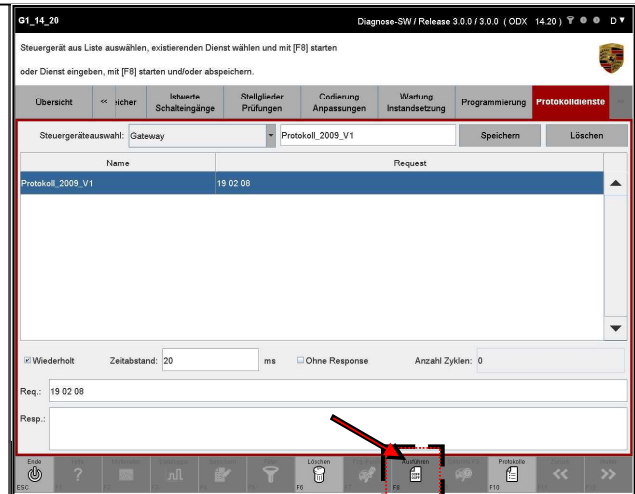 G1_14_20 Diagnose-SW / Release 3.0.0 / 3.0.0 ( ODX 14.20 ) D
Steuergerät aus Liste auswählen, existierenden Dienst wählen und mit [F8] starten
oder Dienst eingeben, mit [F8] starten und/oder abspeichern.
Übersicht << eicher Istwerte Schalteingänge Stellglieder Prüfungen Codierung Anpassungen Wartung Instandsetzung Programmierung Protokolldienste
Steuergeräteauswahl: Gateway Protokoll_2009_V1 Speichern Löschen
Name Request
Protokoll_2009_V1 19 02 08
Wiederholt Zeitabstand: 20 ms Ohne Response Anzahl Zyklen: 0
Req.: 19 02 08
Resp.:
Ende Löschen Ausführen Protokolle
? << >>
ESC F6 F8 F10